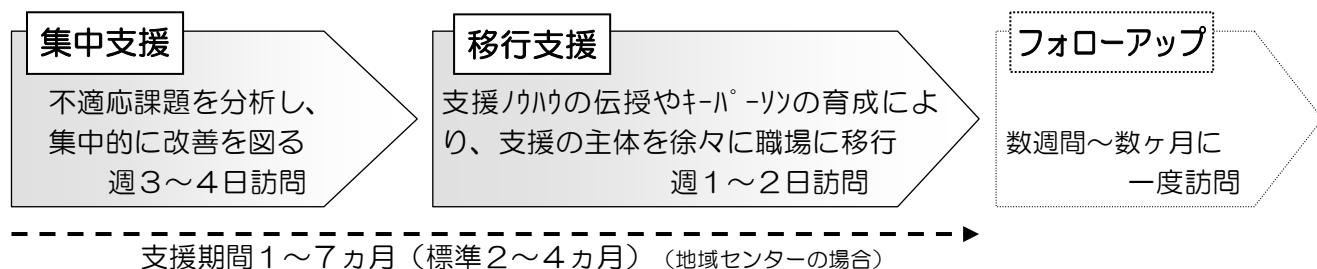 集中支援
不適応課題を分析し、
集中的に改善を図る
週3～4日訪問
移行支援
支援ﾉｳﾊｳの伝授やｷｰﾊﾟｰｿﾝの育成によ
り、支援の主体を徐々に職場に移行
週1～2日訪問
フォローアップ
数週間～数ヶ月に
一度訪問
支援期間1～7ヵ月（標準2～4ヵ月）（地域センターの場合）